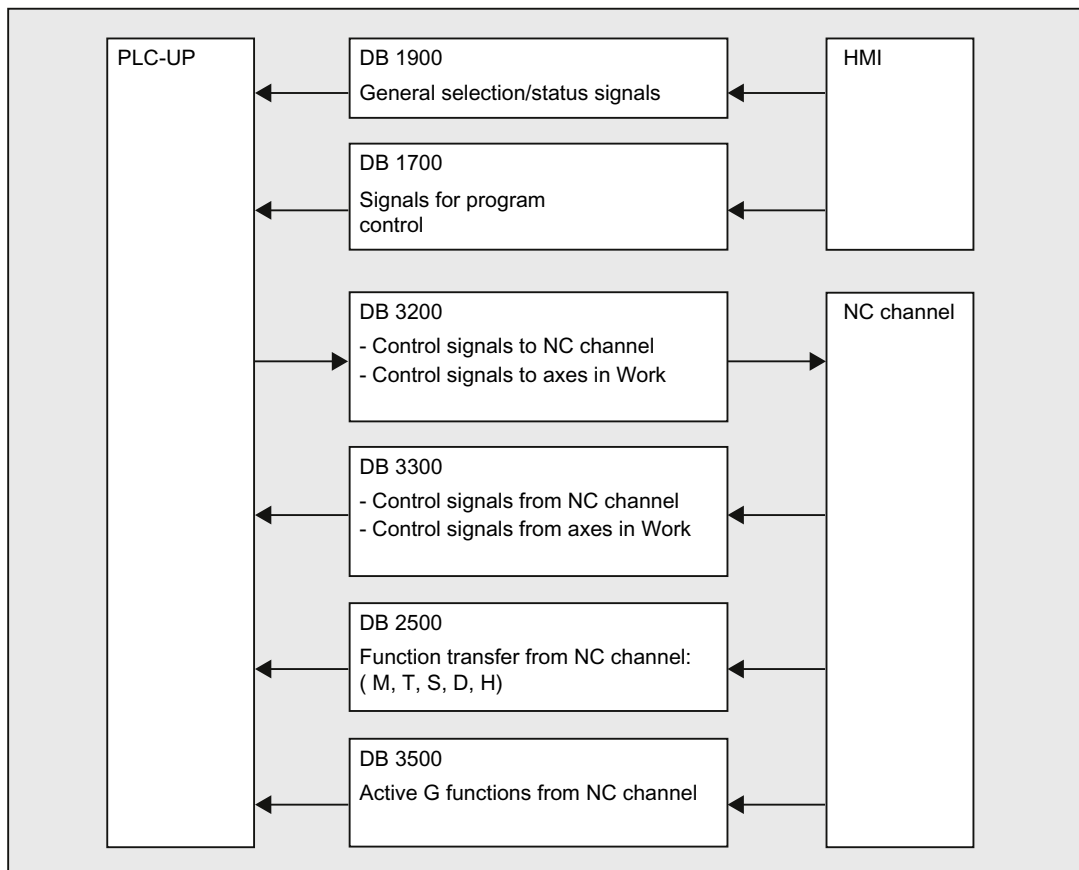 PLC-UP
DB 1900
General selection/status signals
HMI
DB 1700
Signals for program
control
DB 3200
- Control signals to NC channel
- Control signals to axes in Work
NC channel
DB 3300
- Control signals from NC channel
- Control signals from axes in Work
DB 2500
Function transfer from NC channel:
( M, T, S, D, H)
DB 3500
Active G functions from NC channel